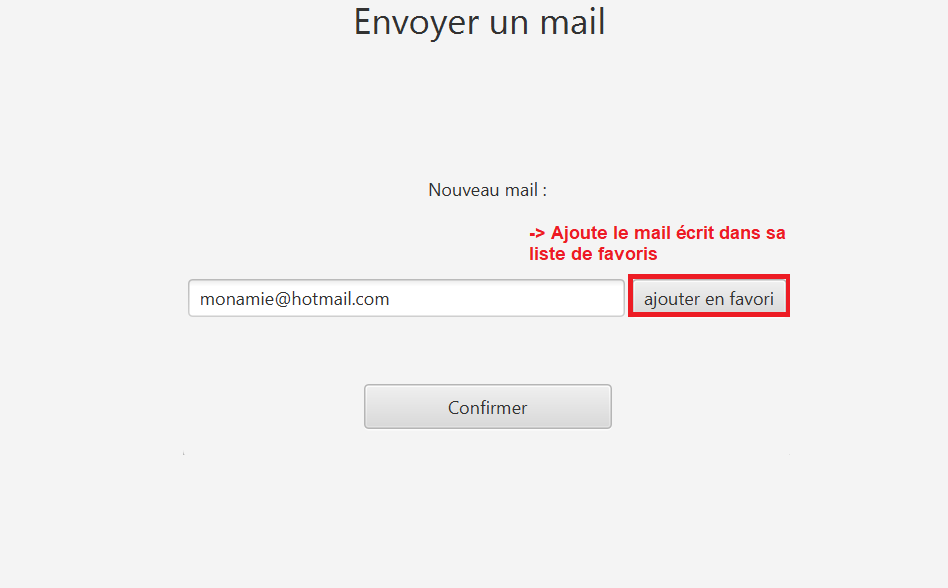 Envoyer un mail
Nouveau mail :
-> Ajoute le mail écrit dans sa
liste de favoris
monamie@hotmail.com
ajouter en favori
Confirmer